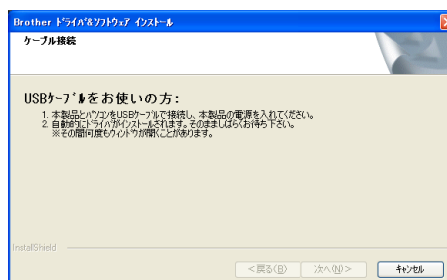 Brother ﾄﾞﾗｲﾊﾞ&ｿﾌﾄｳｪｱ ｲﾝｽﾄｰﾙ
ケーブル接続
USBｹｰﾌﾞﾙをお使いの方:
1. 本製品とﾊﾟｿｺﾝをUSBｹｰﾌﾞﾙで接続し、本製品の電源を入れてください。
2. 自動的にﾄﾞﾗｲﾊﾞがｲﾝｽﾄｰﾙされます。そのまましばらくお待ち下さい。
※その間何度もｳｨﾝﾄﾞｳが開くことがあります。
InstallShield
<戻る(B) 次へ(N)> ｷｬﾝｾﾙ